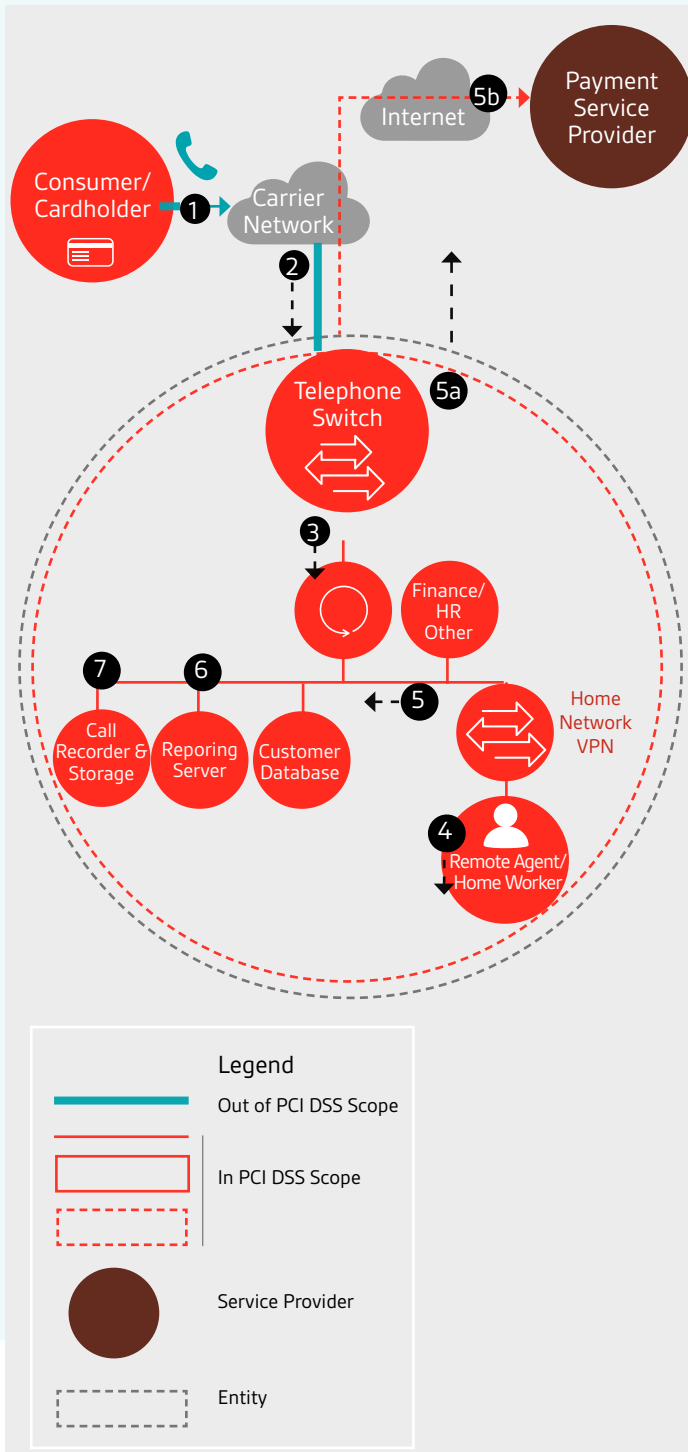 5b
Internet
Payment
Service
Provider
Consumer/
Cardholder
1
Carrier
Network
2
Telephone
Switch
5a
3
Finance/
HR
Other
7
6
5
Call
Recorder &
Storage
Reporing
Server
Customer
Database
Home
Network
VPN
4
Remote Agent/
Home Worker
Legend
Out of PCI DSS Scope
In PCI DSS Scope
Service Provider
Entity